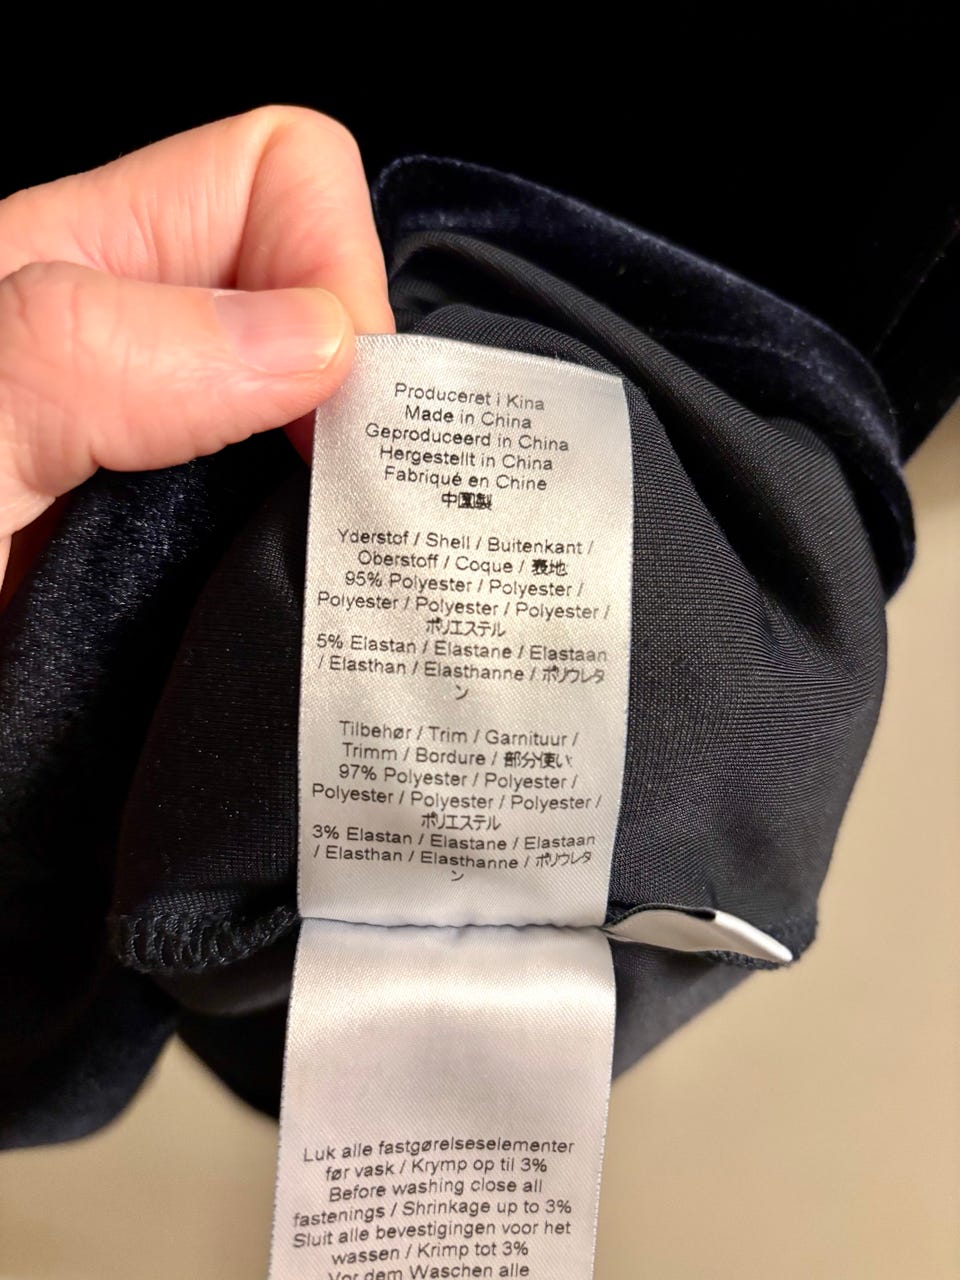 Produceret i Kina
Made in China
Geproduceerd in China
Hergestellt in China
Fabriqué en Chine
中國製
Yderstof / Shell / Buitenkant /
Oberstoff / Coque / 表地
95% Polyester / Polyester /
Polyester / Polyester / Polyester /
ポリエステル
5% Elastan / Elastane / Elastaan
/ Elasthan / Elasthanne / ポリウレタ
ン
Tilbehør / Trim / Garnituur /
Trimm / Bordure / 部分使い
97% Polyester / Polyester /
Polyester / Polyester / Polyester /
ポリエステル
3% Elastan / Elastane / Elastaan
/ Elasthan / Elasthanne / ポリウレタ
ン
Luk alle fastgørelseselementer
før vask / Krymp op til 3%
Before washing close all
fastenings / Shrinkage up to 3%
Sluit alle bevestigingen voor het
wassen / Krimp tot 3%
Vor dem Waschen alle